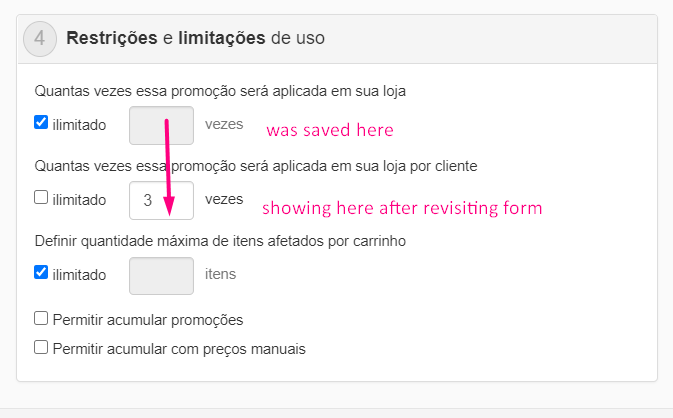 4 Restrições e limitações de uso
Quantas vezes essa promoção será aplicada em sua loja
ilimitado vezes was saved here
Quantas vezes essa promoção será aplicada em sua loja por cliente
ilimitado 3 vezes showing here after revisiting form
Definir quantidade máxima de itens afetados por carrinho
ilimitado itens
Permitir acumular promoções
Permitir acumular com preços manuais